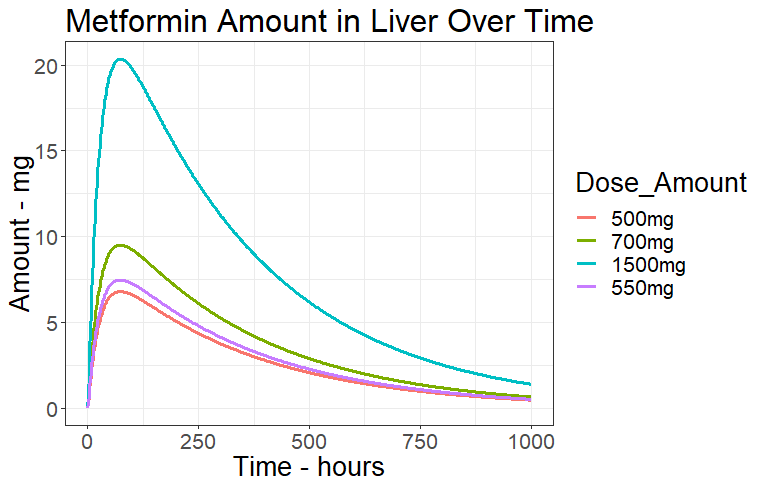 Metformin Amount in Liver Over Time
Amount - mg
20
15
10
5
0
0 250 500 750 1000
Time - hours
Dose_Amount
500mg
700mg
1500mg
550mg